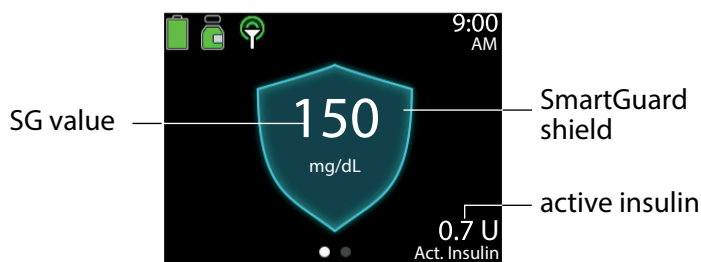 9:00
AM
SG value
150
mg/dL
SmartGuard
shield
active insulin
0.7 U
Act. Insulin